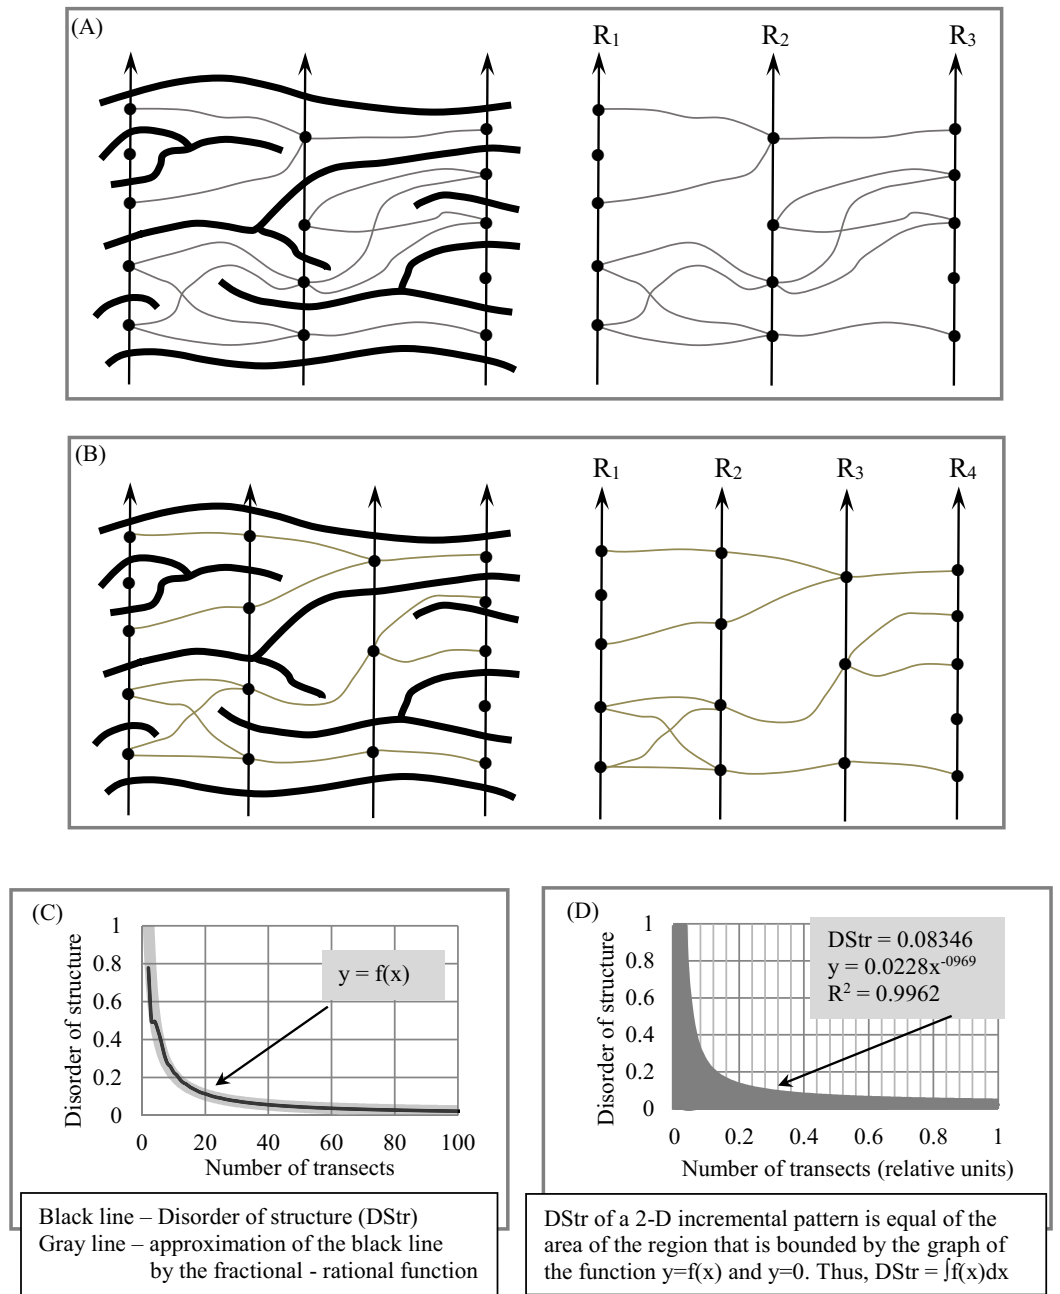 (A)
R1 R2 R3
(B)
R1 R2 R3 R4
(C)
Disorder of structure
1
0.8
0.6
0.4
0.2
0
y = f(x)
0 20 40 60 80 100
Number of transects
Black line – Disorder of structure (DStr)
Gray line – approximation of the black line
by the fractional - rational function
(D)
Disorder of structure
1
0.8
0.6
0.4
0.2
0
DStr = 0.08346
y = 0.0228x^-0969
R² = 0.9962
0 0.2 0.4 0.6 0.8 1
Number of transects (relative units)
DStr of a 2-D incremental pattern is equal of the
area of the region that is bounded by the graph of
the function y=f(x) and y=0. Thus, DStr = ∫f(x)dx